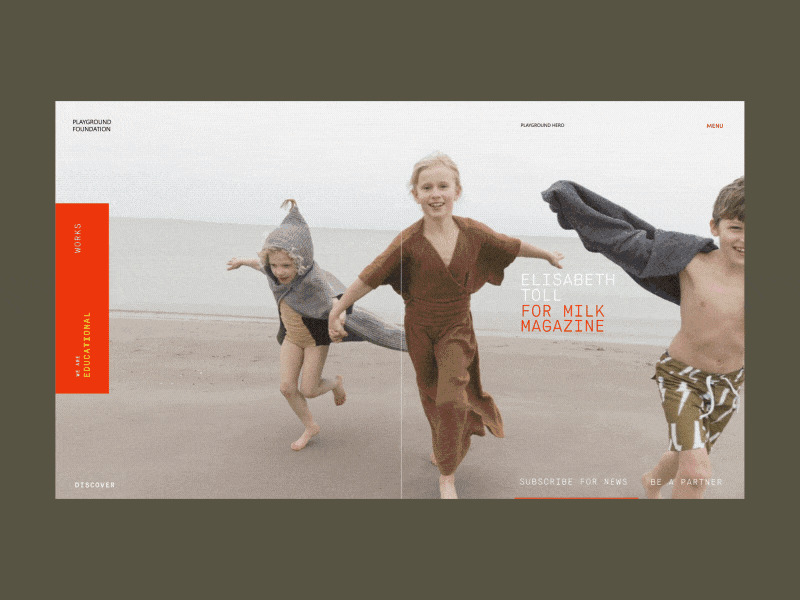 PLAYGROUND
FOUNDATION
PLAYGROUND HERO
MENU
WORKS
WE ARE
EDUCATIONAL
ELISABETH
TOLL
FOR MILK
MAGAZINE
DISCOVER
SUBSCRIBE FOR NEWS
BE A PARTNER